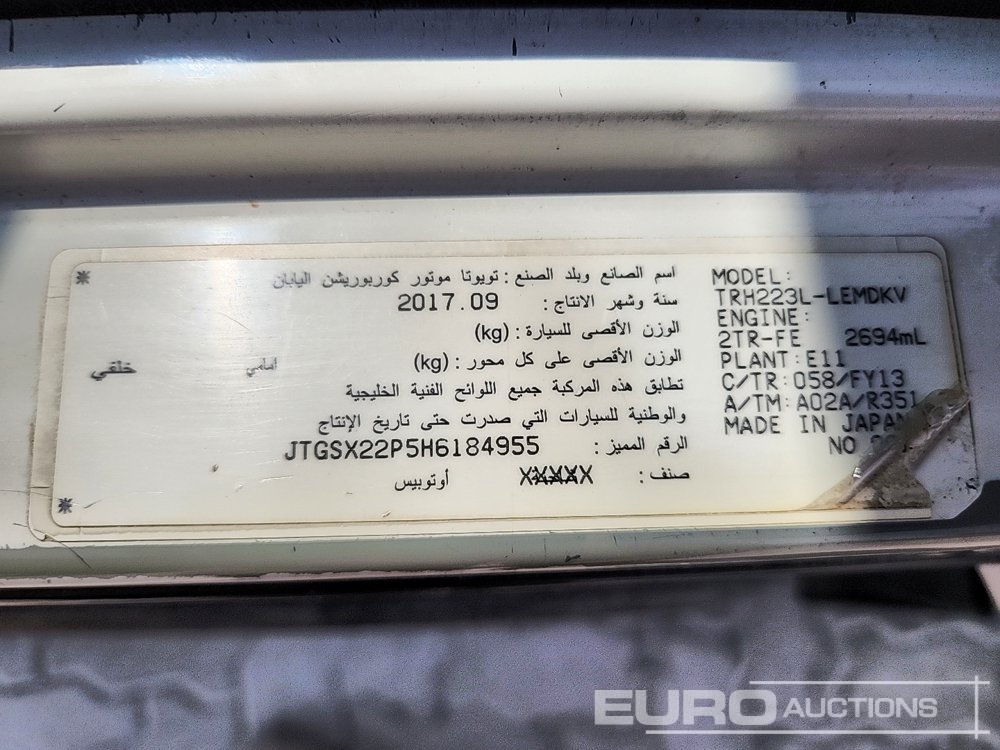 اسم الصانع وبلد الصنع : تويوتا موتور كوربوريشن اليابان
سنة وشهر الانتاج : 2017.09
الوزن الأقصى للسيارة : (kg)
الوزن الأقصى على كل محور : (kg) امامي خلفي
تطابق هذه المركبة جميع اللوائح الفنية الخليجية
والوطنية للسيارات التي صدرت حتى تاريخ الإنتاج
الرقم المميز : JTGSX22P5H6184955
صنف : XXXXX أوتوبيس
MODEL:
TRH223L-LEMDKV
ENGINE:
2TR-FE 2694mL
PLANT: E11
C/TR: 058/FY13
A/TM: A02A/R351
MADE IN JAPAN
NO
EURO AUCTIONS